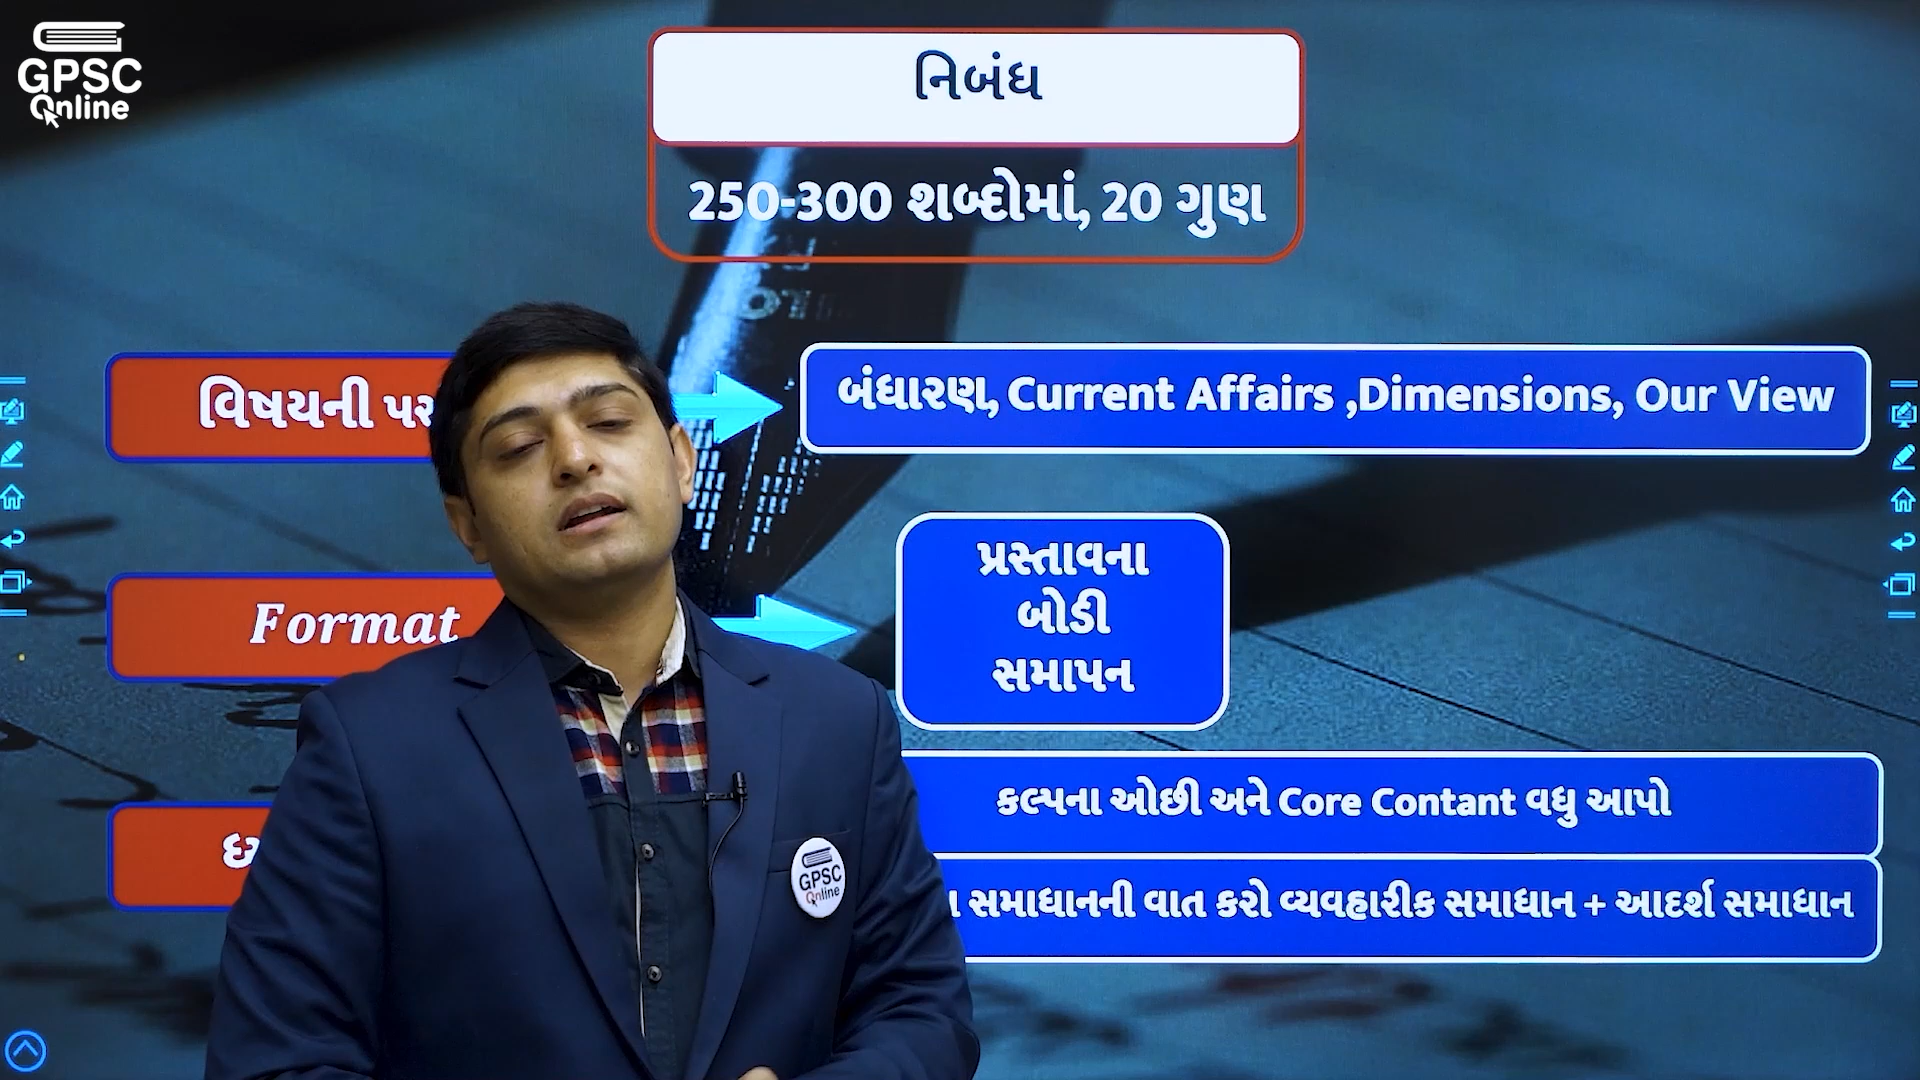 GPSC
Online
નિબંધ
250-300 શબ્દોમાં, 20 ગુણ
વિષયની
બંધારણ, Current Affairs ,Dimensions, Our View
Format
પ્રસ્તાવના
બોડી
સમાપન
કલ્પના ઓછી અને Core Contant વધુ આપો
સમાધાનની વાત કરો વ્યવહારીક સમાધાન + આદર્શ સમાધાન
GPSC
Online